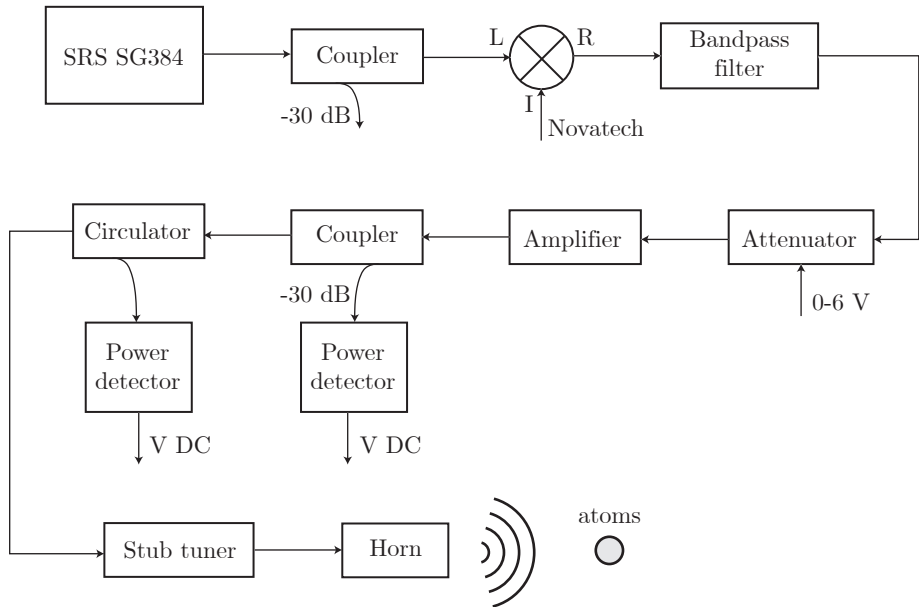 SRS SG384
Coupler
-30 dB
L
R
I
Novatech
Bandpass
filter
Circulator
Coupler
Amplifier
Attenuator
-30 dB
0-6 V
Power
detector
Power
detector
V DC
V DC
Stub tuner
Horn
atoms